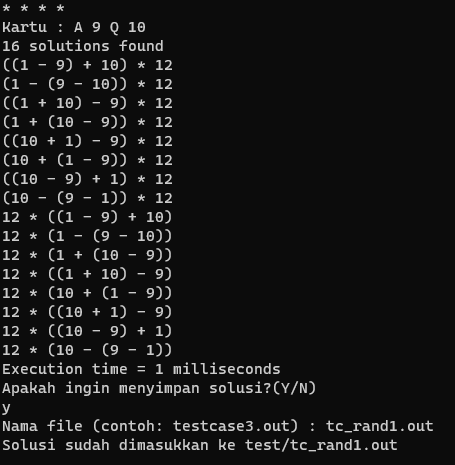 * * * *
Kartu : A 9 Q 10
16 solutions found
((1 - 9) + 10) * 12
(1 - (9 - 10)) * 12
((1 + 10) - 9) * 12
(1 + (10 - 9)) * 12
((10 + 1) - 9) * 12
(10 + (1 - 9)) * 12
((10 - 9) + 1) * 12
(10 - (9 - 1)) * 12
12 * ((1 - 9) + 10)
12 * (1 - (9 - 10))
12 * (1 + (10 - 9))
12 * ((1 + 10) - 9)
12 * (10 + (1 - 9))
12 * ((10 + 1) - 9)
12 * ((10 - 9) + 1)
12 * (10 - (9 - 1))
Execution time = 1 milliseconds
Apakah ingin menyimpan solusi?(Y/N)
y
Nama file (contoh: testcase3.out) : tc_rand1.out
Solusi sudah dimasukkan ke test/tc_rand1.out